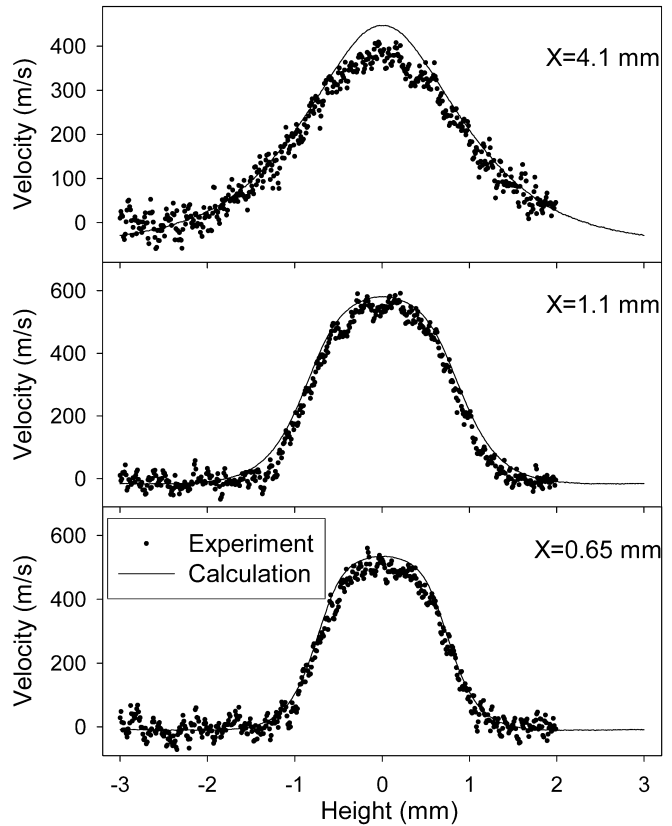 X=4.1 mm
Velocity (m/s)
400
300
200
100
0
X=1.1 mm
Velocity (m/s)
600
400
200
0
X=0.65 mm
Velocity (m/s)
600
400
200
0
Experiment
Calculation
-3 -2 -1 0 1 2 3
Height (mm)